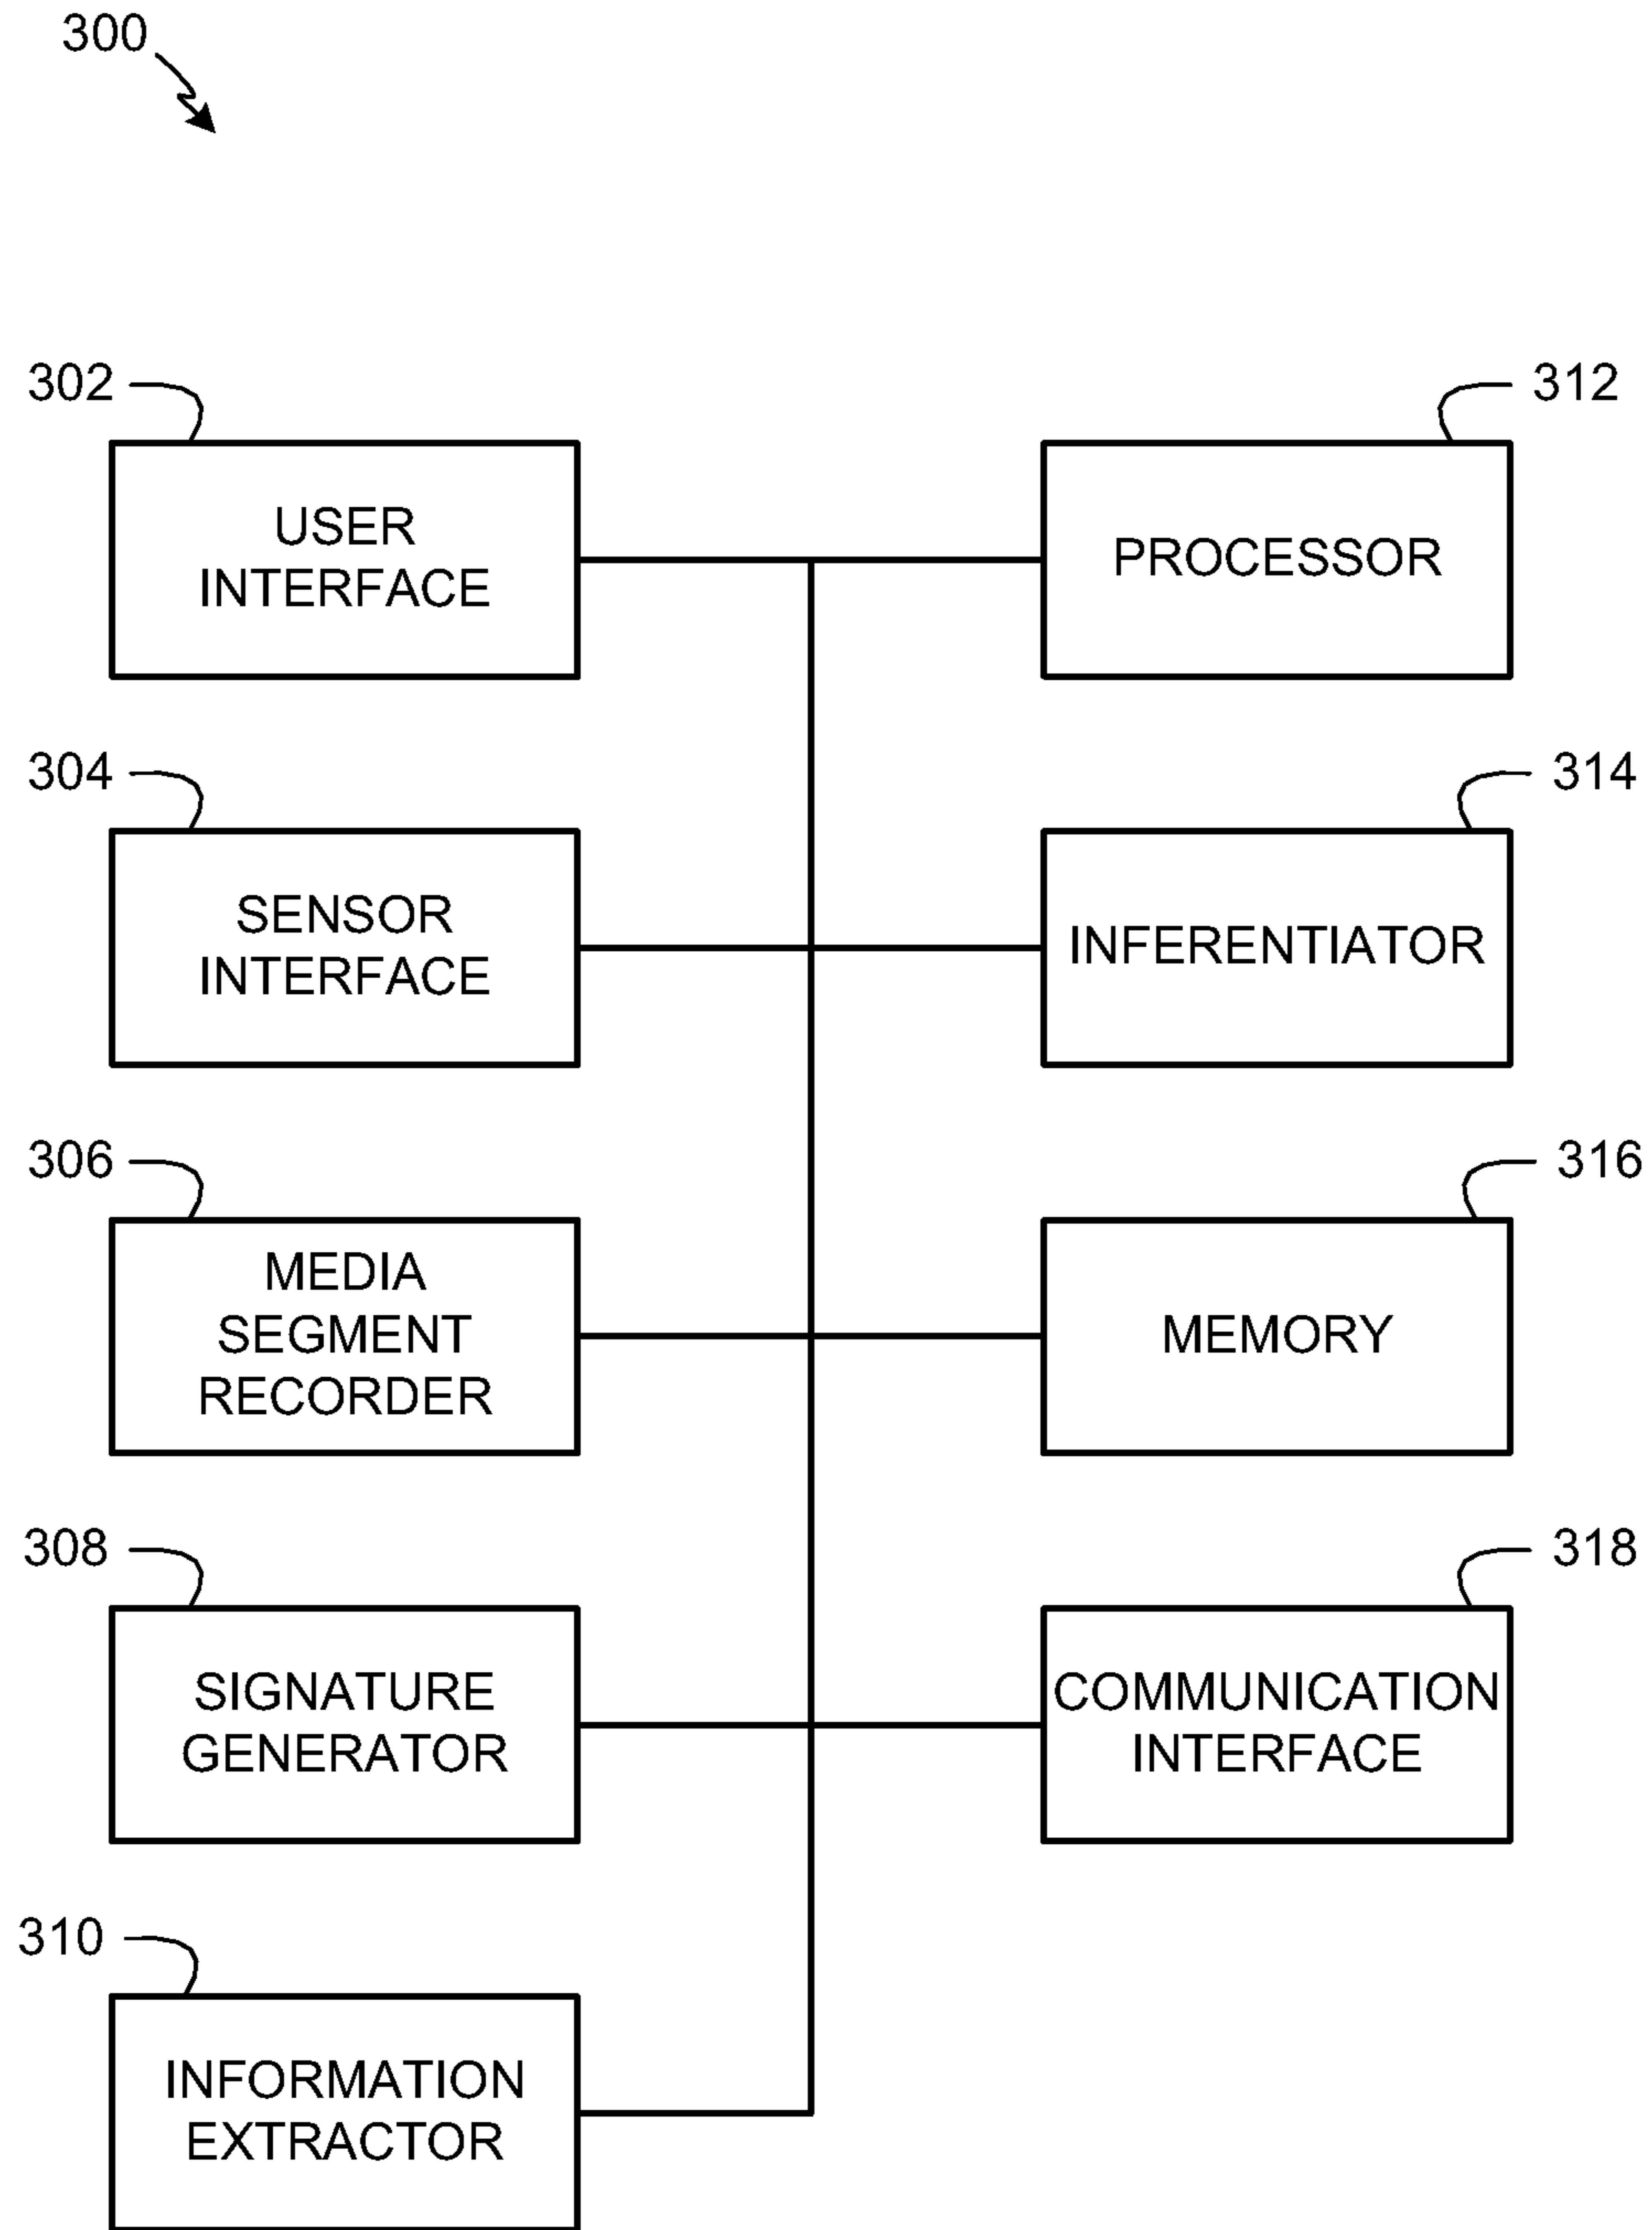 300
302
USER
INTERFACE
312
PROCESSOR
304
SENSOR
INTERFACE
314
INFERENTIATOR
306
MEDIA
SEGMENT
RECORDER
316
MEMORY
308
SIGNATURE
GENERATOR
318
COMMUNICATION
INTERFACE
310
INFORMATION
EXTRACTOR